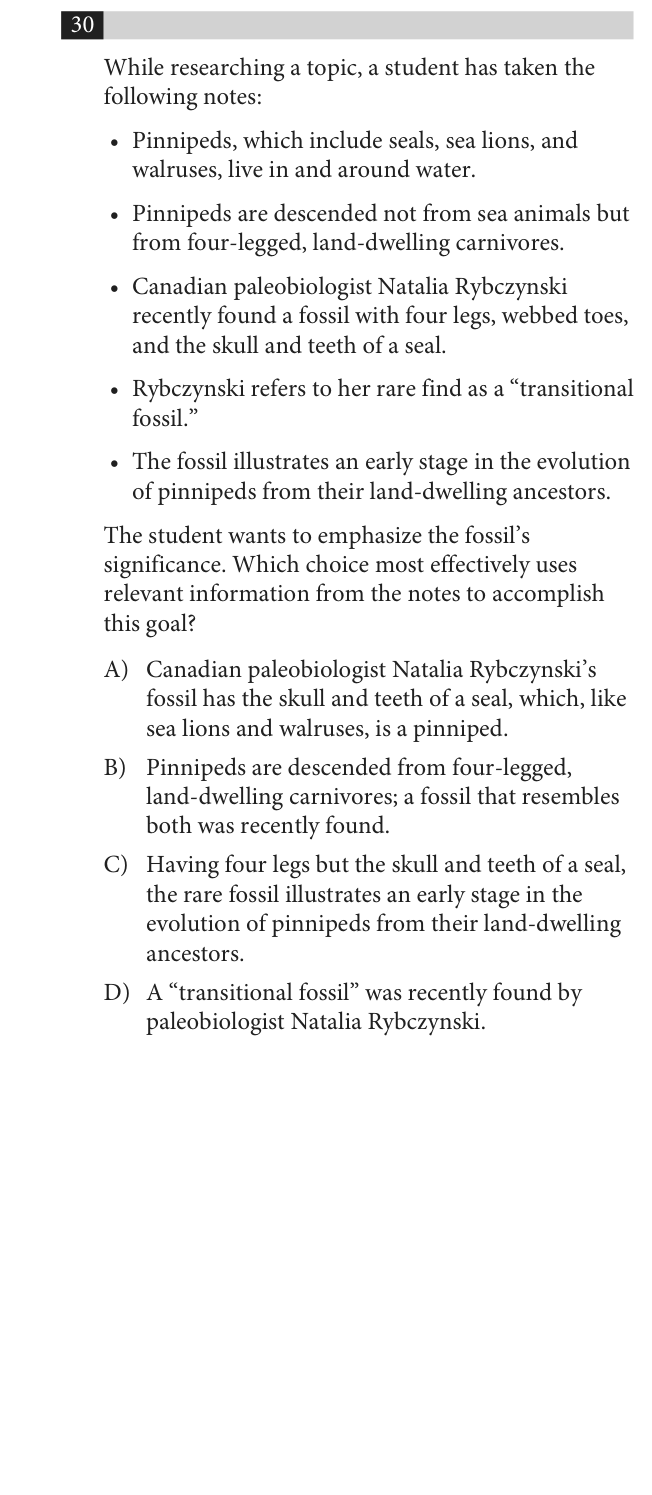 30
While researching a topic, a student has taken the
following notes:
• Pinnipeds, which include seals, sea lions, and
walruses, live in and around water.
• Pinnipeds are descended not from sea animals but
from four-legged, land-dwelling carnivores.
• Canadian paleobiologist Natalia Rybczynski
recently found a fossil with four legs, webbed toes,
and the skull and teeth of a seal.
• Rybczynski refers to her rare find as a “transitional
fossil.”
• The fossil illustrates an early stage in the evolution
of pinnipeds from their land-dwelling ancestors.
The student wants to emphasize the fossil’s
significance. Which choice most effectively uses
relevant information from the notes to accomplish
this goal?
A) Canadian paleobiologist Natalia Rybczynski’s
fossil has the skull and teeth of a seal, which, like
sea lions and walruses, is a pinniped.
B) Pinnipeds are descended from four-legged,
land-dwelling carnivores; a fossil that resembles
both was recently found.
C) Having four legs but the skull and teeth of a seal,
the rare fossil illustrates an early stage in the
evolution of pinnipeds from their land-dwelling
ancestors.
D) A “transitional fossil” was recently found by
paleobiologist Natalia Rybczynski.